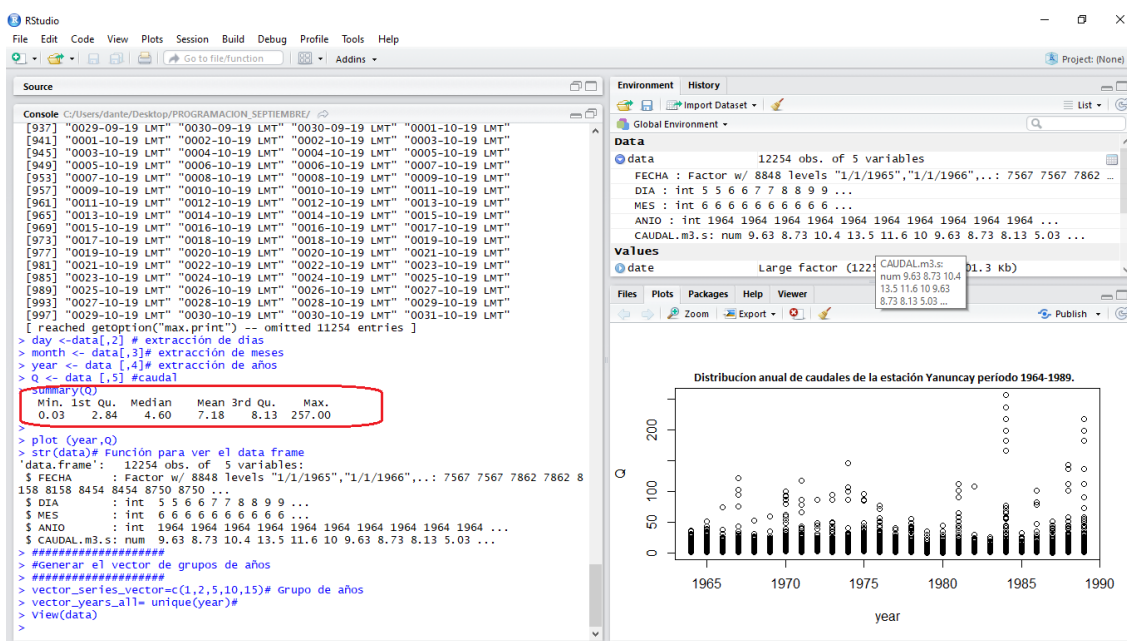 RStudio
File Edit Code View Plots Session Build Debug Profile Tools Help
Go to file/function Addins Project: (None)
Source
Console C:/Users/dante/Desktop/PROGRAMACION_SEPTIEMBRE/
[937] "0029-09-19 LMT" "0030-09-19 LMT" "0030-09-19 LMT" "0001-10-19 LMT"
[941] "0001-10-19 LMT" "0002-10-19 LMT" "0002-10-19 LMT" "0003-10-19 LMT"
[945] "0003-10-19 LMT" "0004-10-19 LMT" "0004-10-19 LMT" "0005-10-19 LMT"
[949] "0005-10-19 LMT" "0006-10-19 LMT" "0006-10-19 LMT" "0007-10-19 LMT"
[953] "0007-10-19 LMT" "0008-10-19 LMT" "0008-10-19 LMT" "0009-10-19 LMT"
[957] "0009-10-19 LMT" "0010-10-19 LMT" "0010-10-19 LMT" "0011-10-19 LMT"
[961] "0011-10-19 LMT" "0012-10-19 LMT" "0012-10-19 LMT" "0013-10-19 LMT"
[965] "0013-10-19 LMT" "0014-10-19 LMT" "0014-10-19 LMT" "0015-10-19 LMT"
[969] "0015-10-19 LMT" "0016-10-19 LMT" "0016-10-19 LMT" "0017-10-19 LMT"
[973] "0017-10-19 LMT" "0018-10-19 LMT" "0018-10-19 LMT" "0019-10-19 LMT"
[977] "0019-10-19 LMT" "0020-10-19 LMT" "0020-10-19 LMT" "0021-10-19 LMT"
[981] "0021-10-19 LMT" "0022-10-19 LMT" "0022-10-19 LMT" "0023-10-19 LMT"
[985] "0023-10-19 LMT" "0024-10-19 LMT" "0024-10-19 LMT" "0025-10-19 LMT"
[989] "0025-10-19 LMT" "0026-10-19 LMT" "0026-10-19 LMT" "0027-10-19 LMT"
[993] "0027-10-19 LMT" "0028-10-19 LMT" "0028-10-19 LMT" "0029-10-19 LMT"
[997] "0029-10-19 LMT" "0030-10-19 LMT" "0030-10-19 LMT" "0031-10-19 LMT"
[ reached getOption("max.print") -- omitted 11254 entries ]
> day <-data[,2] # extracción de dias
> month <- data[,3]# extracción de meses
> year <- data [,4]# extracción de años
> Q <- data [,5] #caudal
> summary(Q)
Min. 1st Qu. Median Mean 3rd Qu. Max.
0.03 2.84 4.60 7.18 8.13 257.00
>
> plot (year,Q)
> str(data)# Función para ver el data frame
'data.frame': 12254 obs. of 5 variables:
$ FECHA : Factor w/ 8848 levels "1/1/1965","1/1/1966",..: 7567 7567 7862 7862 8
158 8158 8454 8454 8750 8750 ...
$ DIA : int 5 5 6 6 7 7 8 8 9 9 ...
$ MES : int 6 6 6 6 6 6 6 6 6 6 ...
$ ANIO : int 1964 1964 1964 1964 1964 1964 1964 1964 1964 1964 ...
$ CAUDAL.m3.s: num 9.63 8.73 10.4 13.5 11.6 10 9.63 8.73 8.13 5.03 ...
> ####################
> #Generar el vector de grupos de años
> ####################
> vector_series_vector=c(1,2,5,10,15)# Grupo de años
> vector_years_all= unique(year)#
> View(data)
>
Environment History
Import Dataset List
Global Environment
Data
data 12254 obs. of 5 variables
FECHA : Factor w/ 8848 levels "1/1/1965","1/1/1966",..: 7567 7567 7862 ...
DIA : int 5 5 6 6 7 7 8 8 9 9 ...
MES : int 6 6 6 6 6 6 6 6 6 6 ...
ANIO : int 1964 1964 1964 1964 1964 1964 1964 1964 1964 1964 ...
CAUDAL.m3.s: num 9.63 8.73 10.4 13.5 11.6 10 9.63 8.73 8.13 5.03 ...
Values
date Large factor (1225 01.3 Kb)
CAUDAL.m3.s:
num 9.63 8.73 10.4
13.5 11.6 10 9.63
8.73 8.13 5.03 ...
Files Plots Packages Help Viewer
Zoom Export Publish
Distribucion anual de caudales de la estación Yanuncay período 1964-1989.
Q
200
100
50
0
1965 1970 1975 1980 1985 1990
year